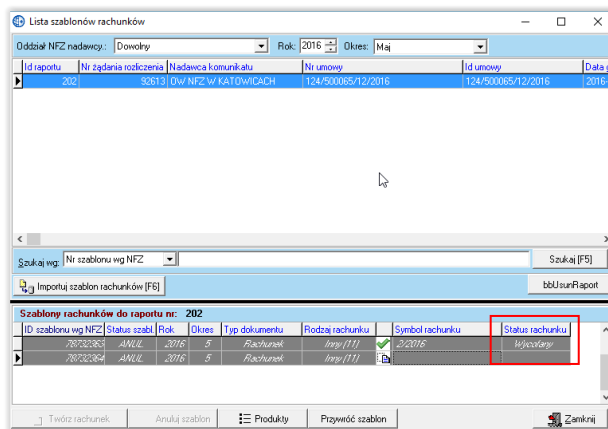 Lista szablonów rachunków
Oddział NFZ nadawcy.: Dowolny Rok: 2016 Okres: Maj
Id raportu Nr żądania rozliczenia Nadawca komunikatu Nr umowy Id umowy Data g
202 92613 OW NFZ W KATOWICACH 124/500065/12/2016 124/500065/12/2016 2016-
Szukaj wg: Nr szablonu wg NFZ Szukaj [F5]
Importuj szablon rachunków [F6] bbUsunRaport
Szablony rachunków do raportu nr: 202
ID szablonu wg NFZ Status szabl. Rok Okres Typ dokumentu Rodzaj rachunku Symbol rachunku Status rachunku
78732363 ANUL 2016 5 Rachunek Inny (11) 2/2016 Wycofany
78732364 ANUL 2016 5 Rachunek Inny (11)
Twórz rachunek Anuluj szablon Produkty Przywróć szablon Zamknij